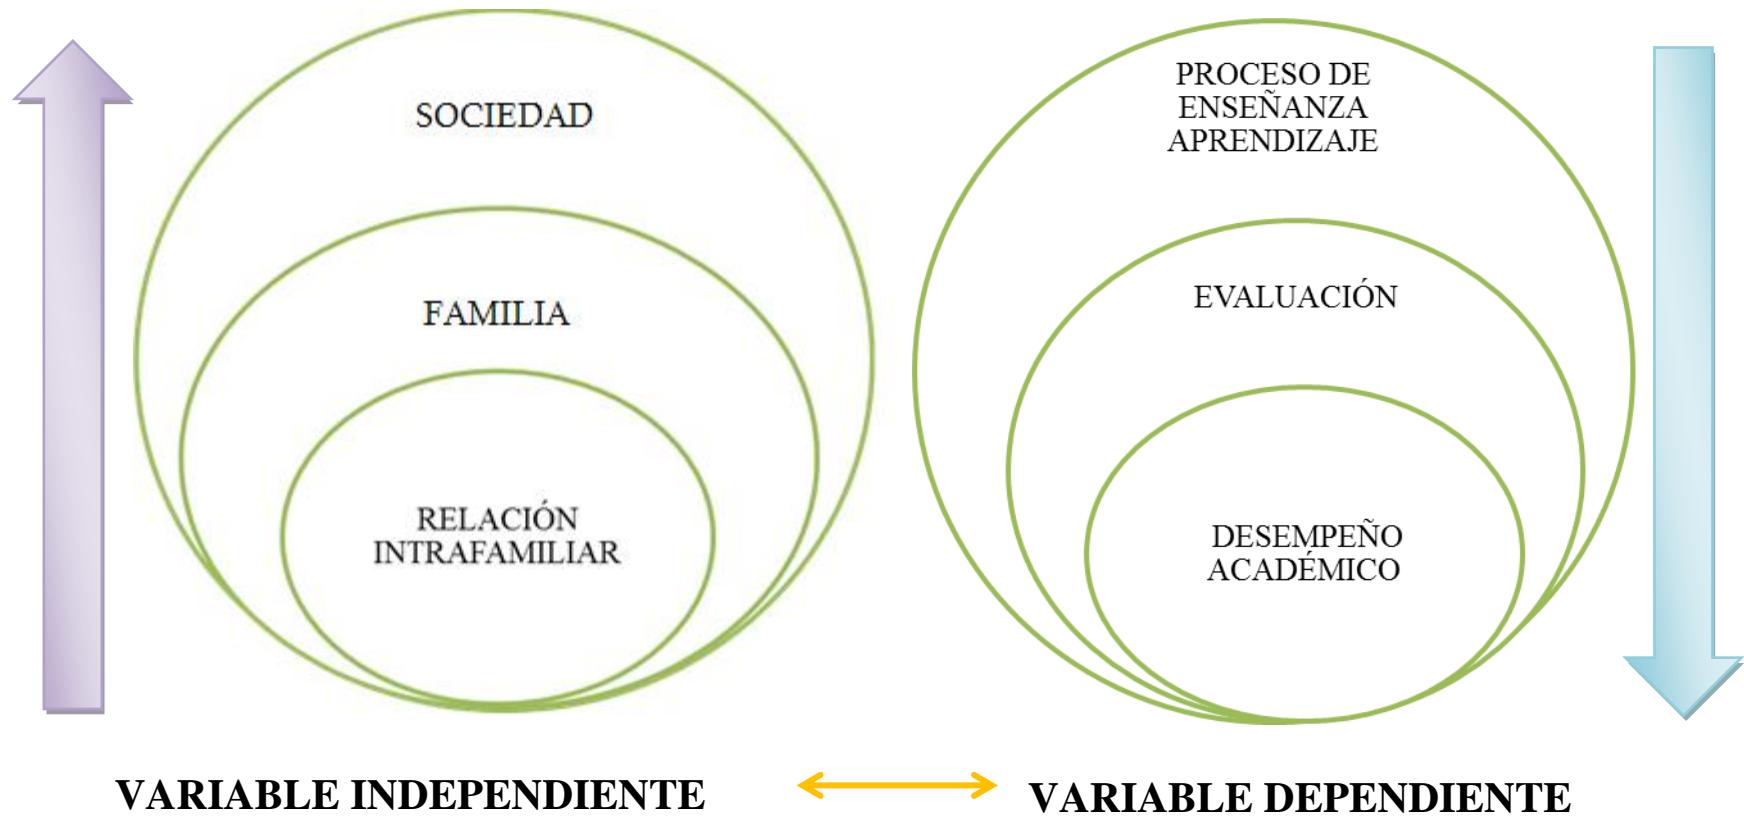 SOCIEDAD
FAMILIA
RELACIÓN
INTRAFAMILIAR
PROCESO DE
ENSEÑANZA
APRENDIZAJE
EVALUACIÓN
DESEMPEÑO
ACADÉMICO
VARIABLE INDEPENDIENTE
VARIABLE DEPENDIENTE